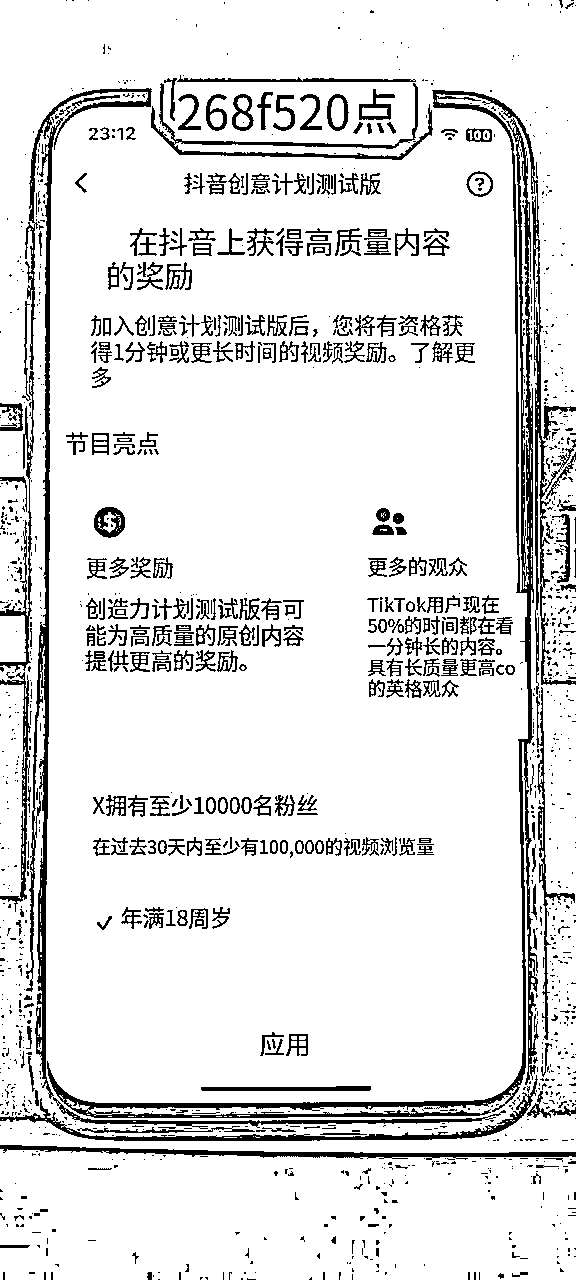 268f520点
23:12
100
抖音创意计划测试版
?
在抖音上获得高质量内容
的奖励
加入创意计划测试版后，您将有资格获
得1分钟或更长时间的视频奖励。了解更
多
节目亮点
$
更多奖励
创造力计划测试版有可
能为高质量的原创内容
提供更高的奖励。
更多的观众
TikTok用户现在
50%的时间都在看
一分钟长的内容。
具有长质量更高co
的英格观众
X拥有至少10000名粉丝
在过去30天内至少有100,000的视频浏览量
年满18周岁
应用